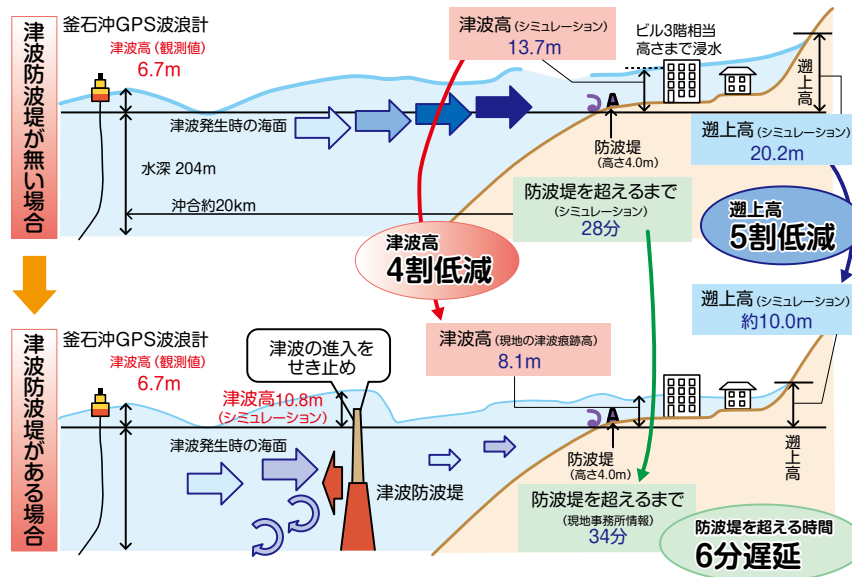 津波防波堤が無い場合
釜石沖GPS波浪計
津波高(観測値)
6.7m
津波高(シミュレーション)
13.7m
ビル3階相当
高さまで浸水
遡上高
津波発生時の海面
防波堤
(高さ4.0m)
遡上高(シミュレーション)
20.2m
水深 204m
沖合約20km
防波堤を超えるまで
(シミュレーション)
28分
津波高
4割低減
遡上高
5割低減
津波防波堤がある場合
釜石沖GPS波浪計
津波高(観測値)
6.7m
津波の進入を
せき止め
津波高10.8m
(シミュレーション)
津波高(現地の津波痕跡高)
8.1m
遡上高(シミュレーション)
約10.0m
津波発生時の海面
津波防波堤
防波堤
(高さ4.0m)
遡上高
防波堤を超えるまで
(現地事務所情報)
34分
防波堤を超える時間
6分遅延